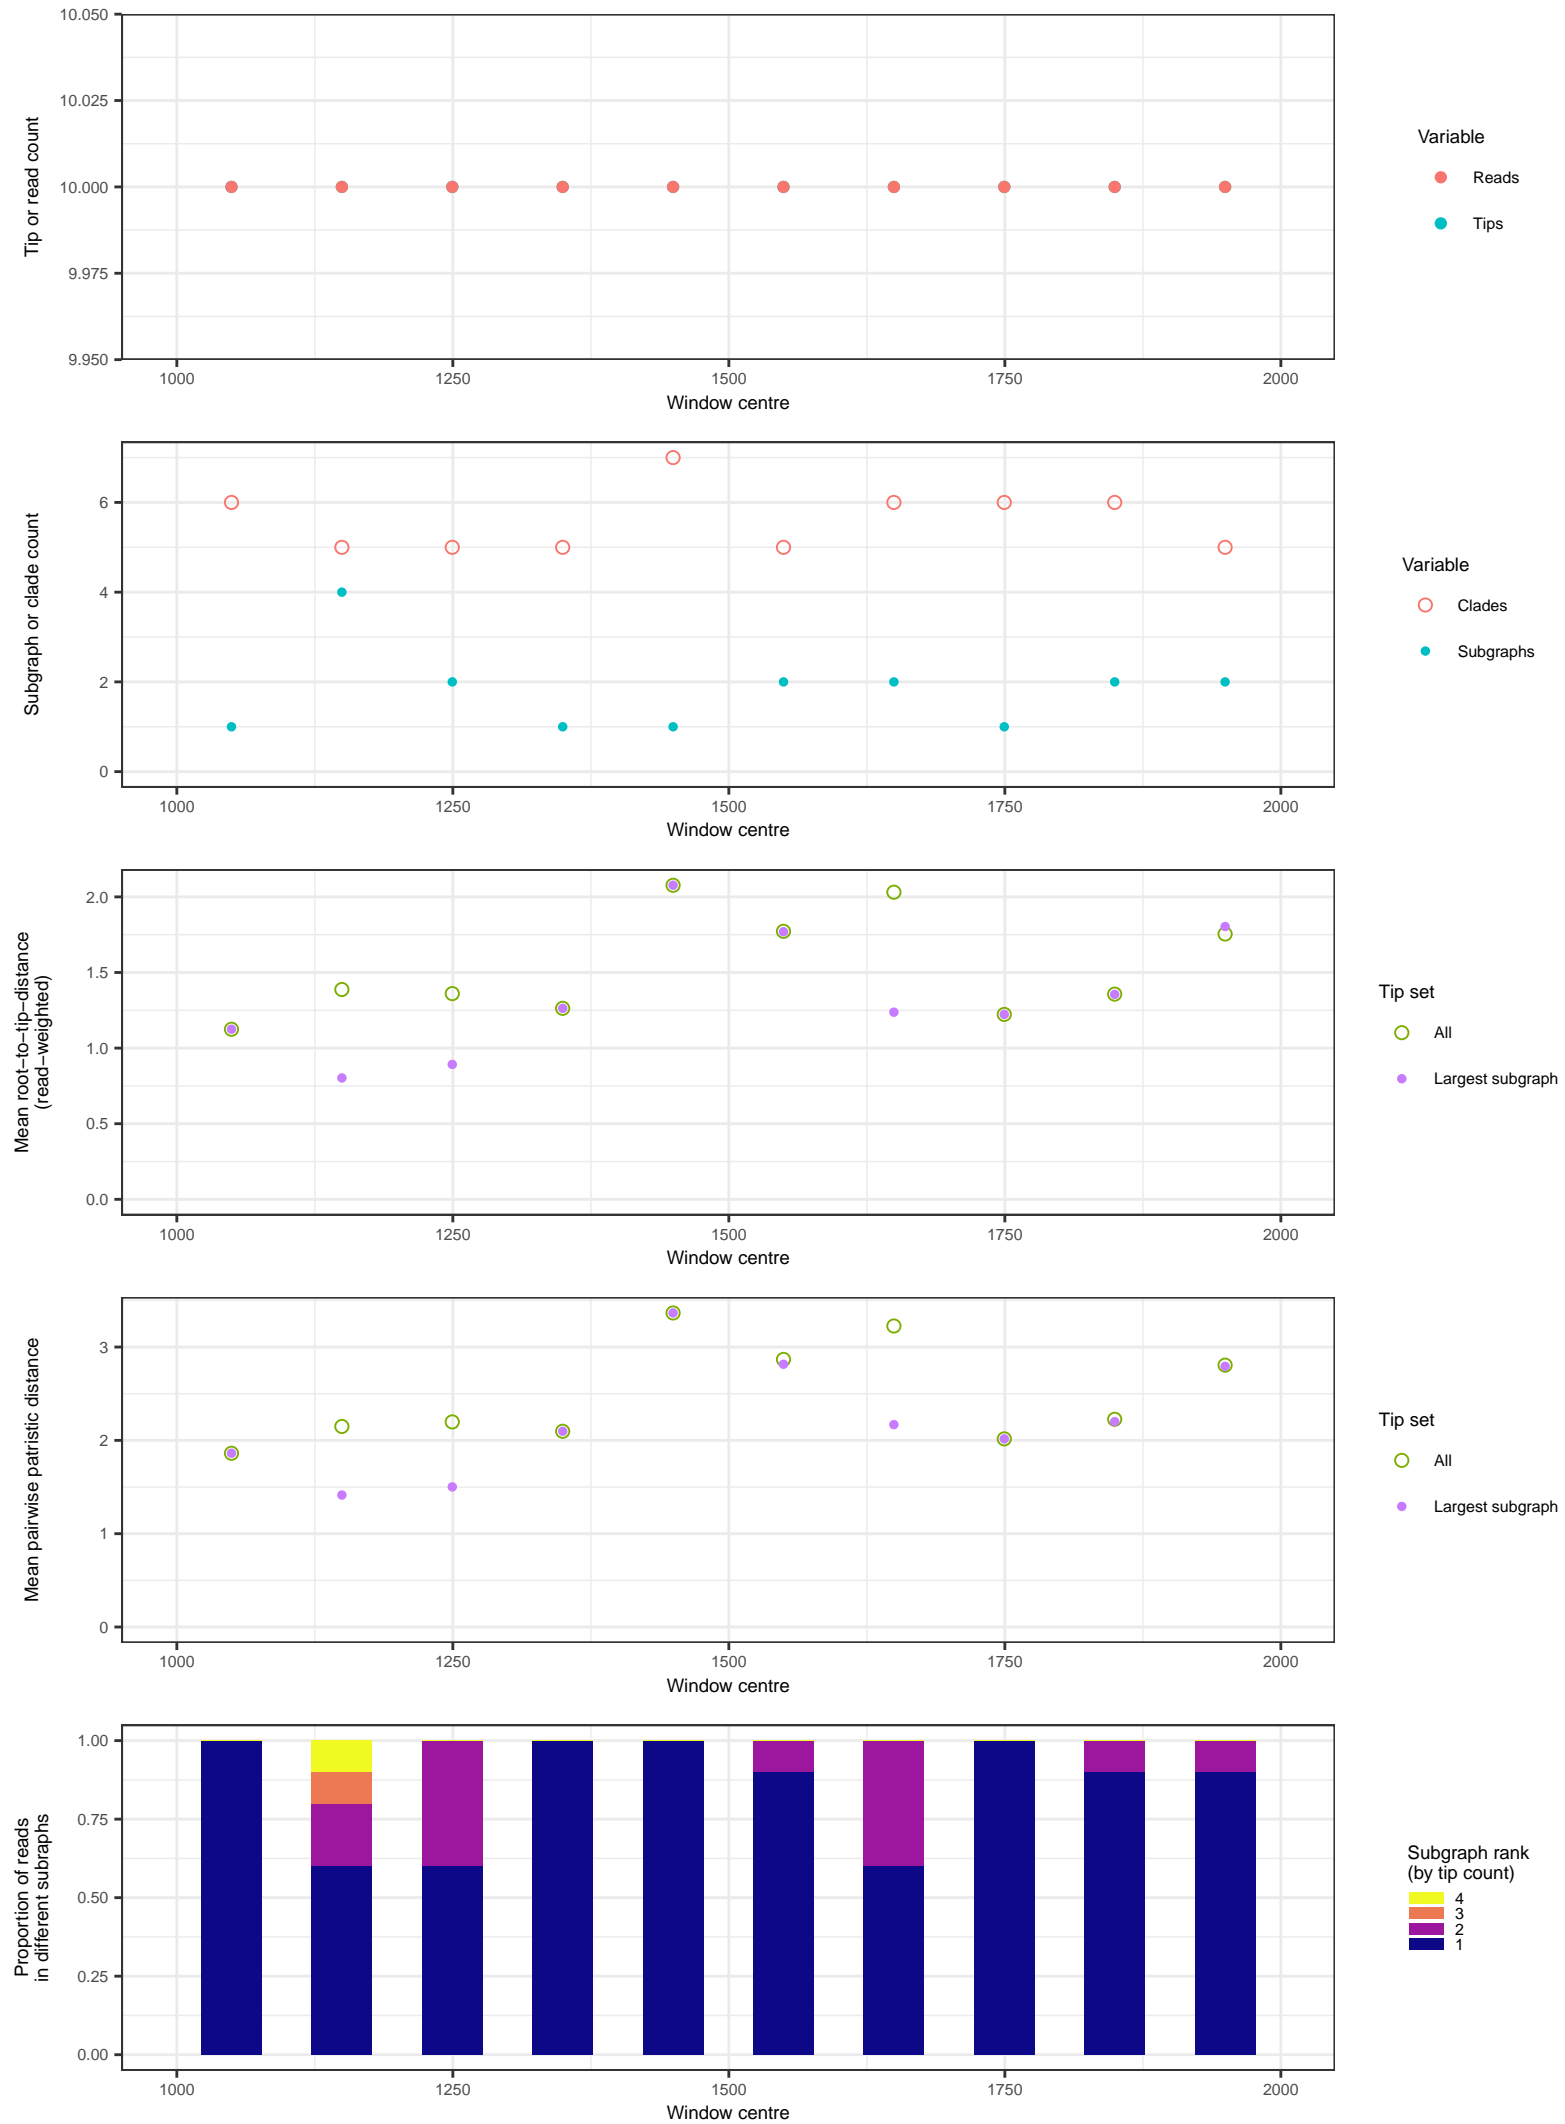 10.050
10.025
10.000
9.975
9.950
Tip or read count
1000 1250 1500 1750 2000
Window centre
Variable
Reads
Tips
6
4
2
0
Subgraph or clade count
1000 1250 1500 1750 2000
Window centre
Variable
Clades
Subgraphs
2.0
1.5
1.0
0.5
0.0
Mean root−to−tip−distance
(read−weighted)
1000 1250 1500 1750 2000
Window centre
Tip set
All
Largest subgraph
3
2
1
0
Mean pairwise patristic distance
1000 1250 1500 1750 2000
Window centre
Tip set
All
Largest subgraph
1.00
0.75
0.50
0.25
0.00
Proportion of reads
in different subraphs
1000 1250 1500 1750 2000
Window centre
Subgraph rank
(by tip count)
4
3
2
1